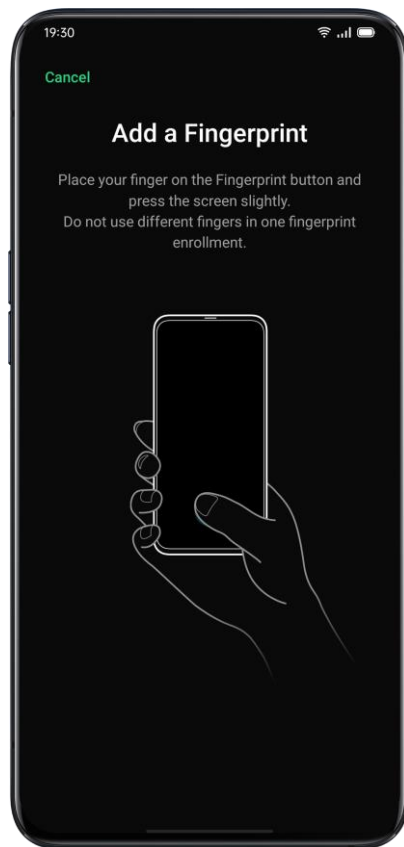 19:30
Cancel
Add a Fingerprint
Place your finger on the Fingerprint button and
press the screen slightly.
Do not use different fingers in one fingerprint
enrollment.